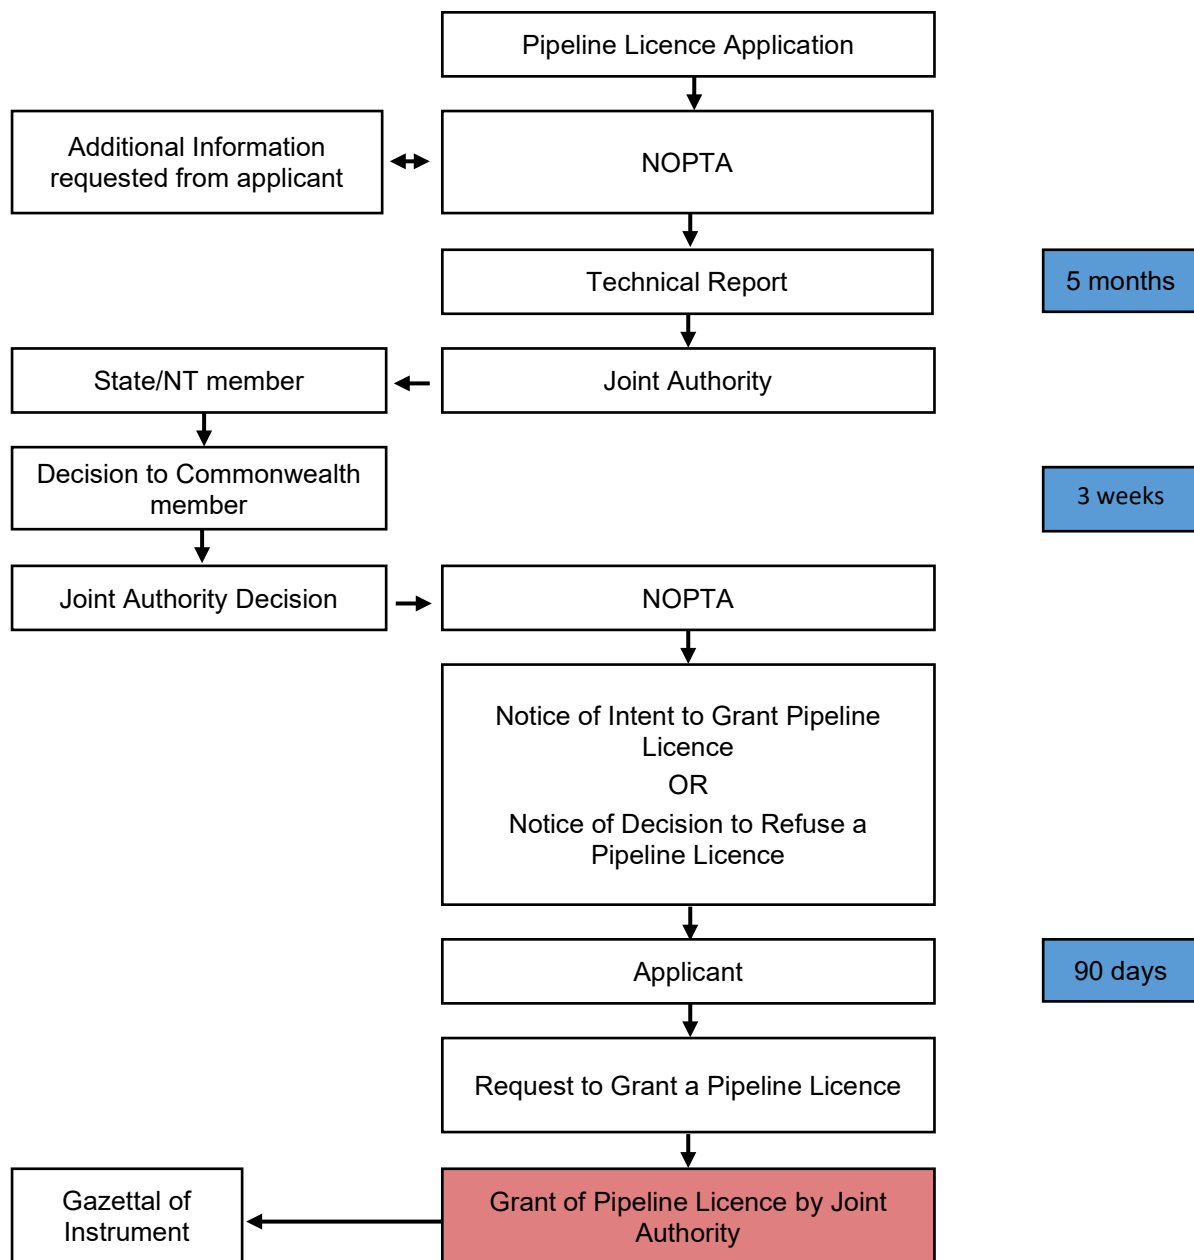 Pipeline Licence Application
Additional Information
requested from applicant
NOPTA
Technical Report
5 months
State/NT member
Joint Authority
Decision to Commonwealth
member
3 weeks
Joint Authority Decision
NOPTA
Notice of Intent to Grant Pipeline
Licence
OR
Notice of Decision to Refuse a
Pipeline Licence
Applicant
90 days
Request to Grant a Pipeline Licence
Gazettal of
Instrument
Grant of Pipeline Licence by Joint
Authority